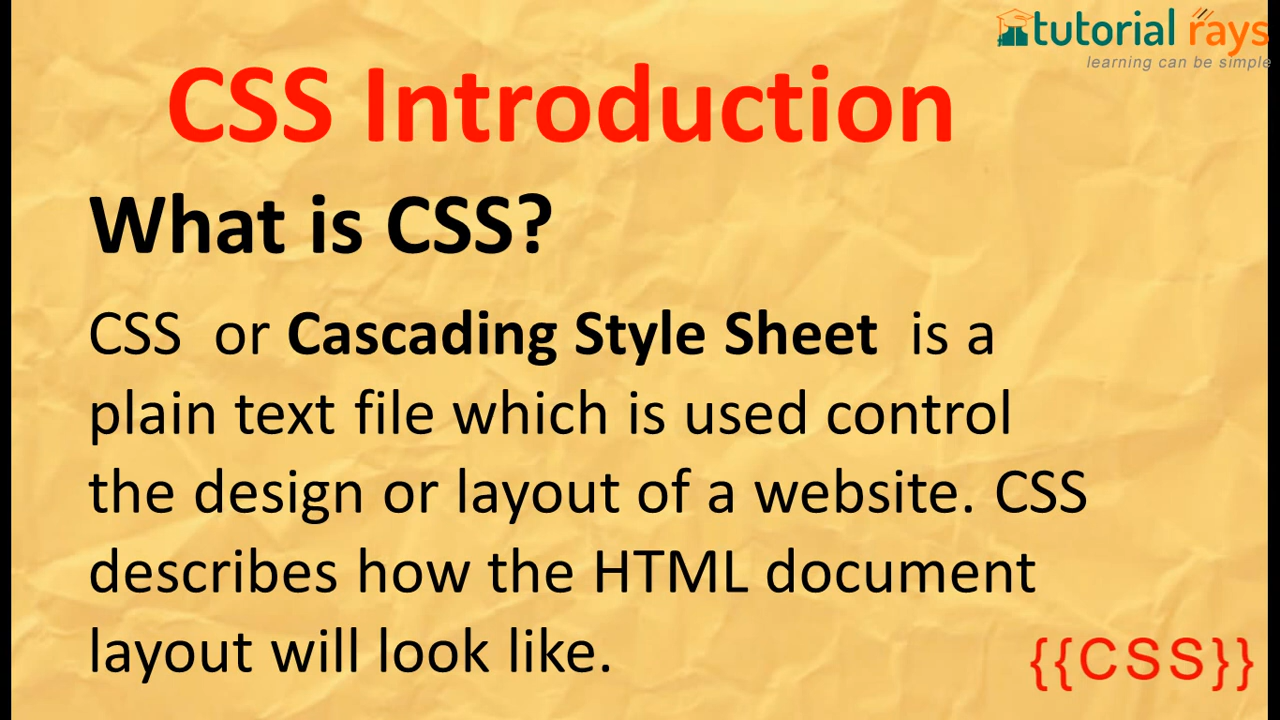 tutorial rays
learning can be simple
CSS Introduction
What is CSS?
CSS or Cascading Style Sheet is a
plain text file which is used control
the design or layout of a website. CSS
describes how the HTML document
layout will look like.
{{CSS}}